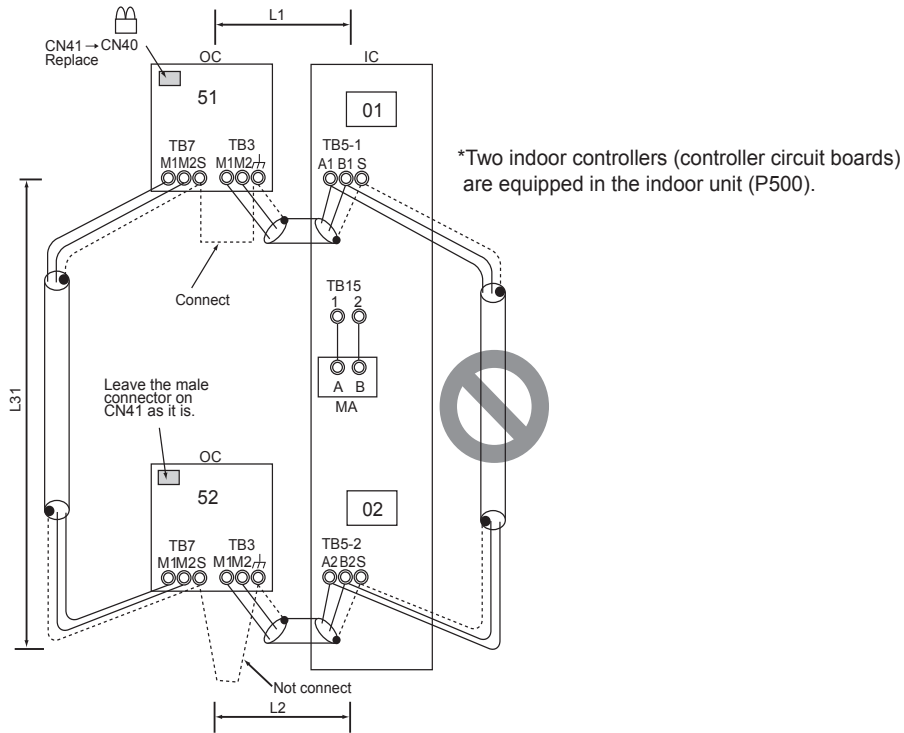 L1
CN41→CN40
Replace
OC
IC
51
01
TB7
TB3
TB5-1
M1M2S
M1M2
A1 B1 S
*Two indoor controllers (controller circuit boards)
are equipped in the indoor unit (P500).
Connect
TB15
1 2
A B
MA
L31
Leave the male
connector on
CN41 as it is.
OC
52
02
TB7
TB3
TB5-2
M1M2S
M1M2
A2B2S
Not connect
L2